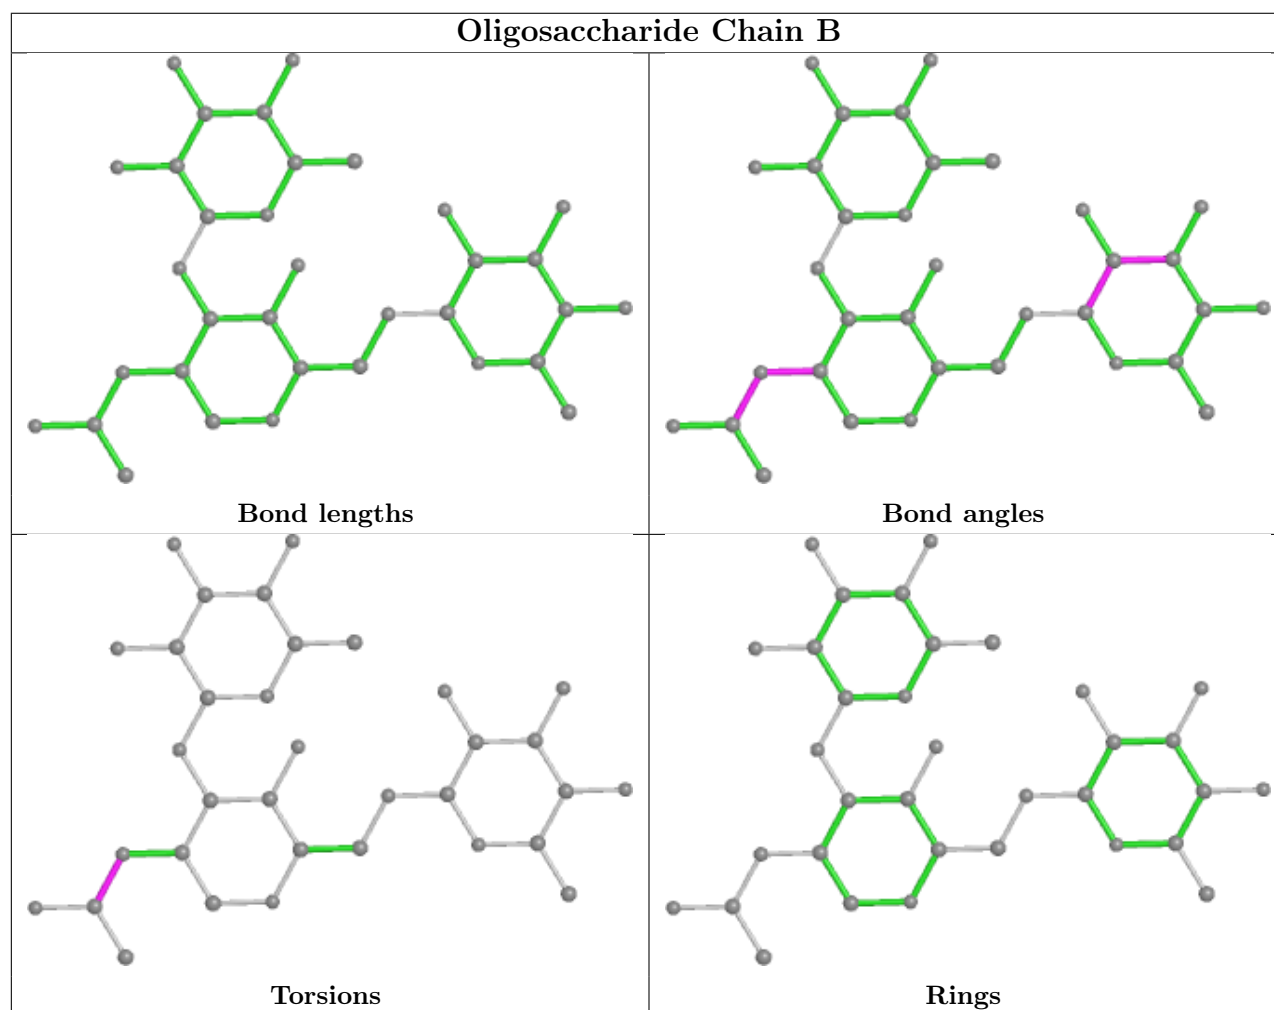 Oligosaccharide Chain B
Bond lengths
Bond angles
Torsions
Rings